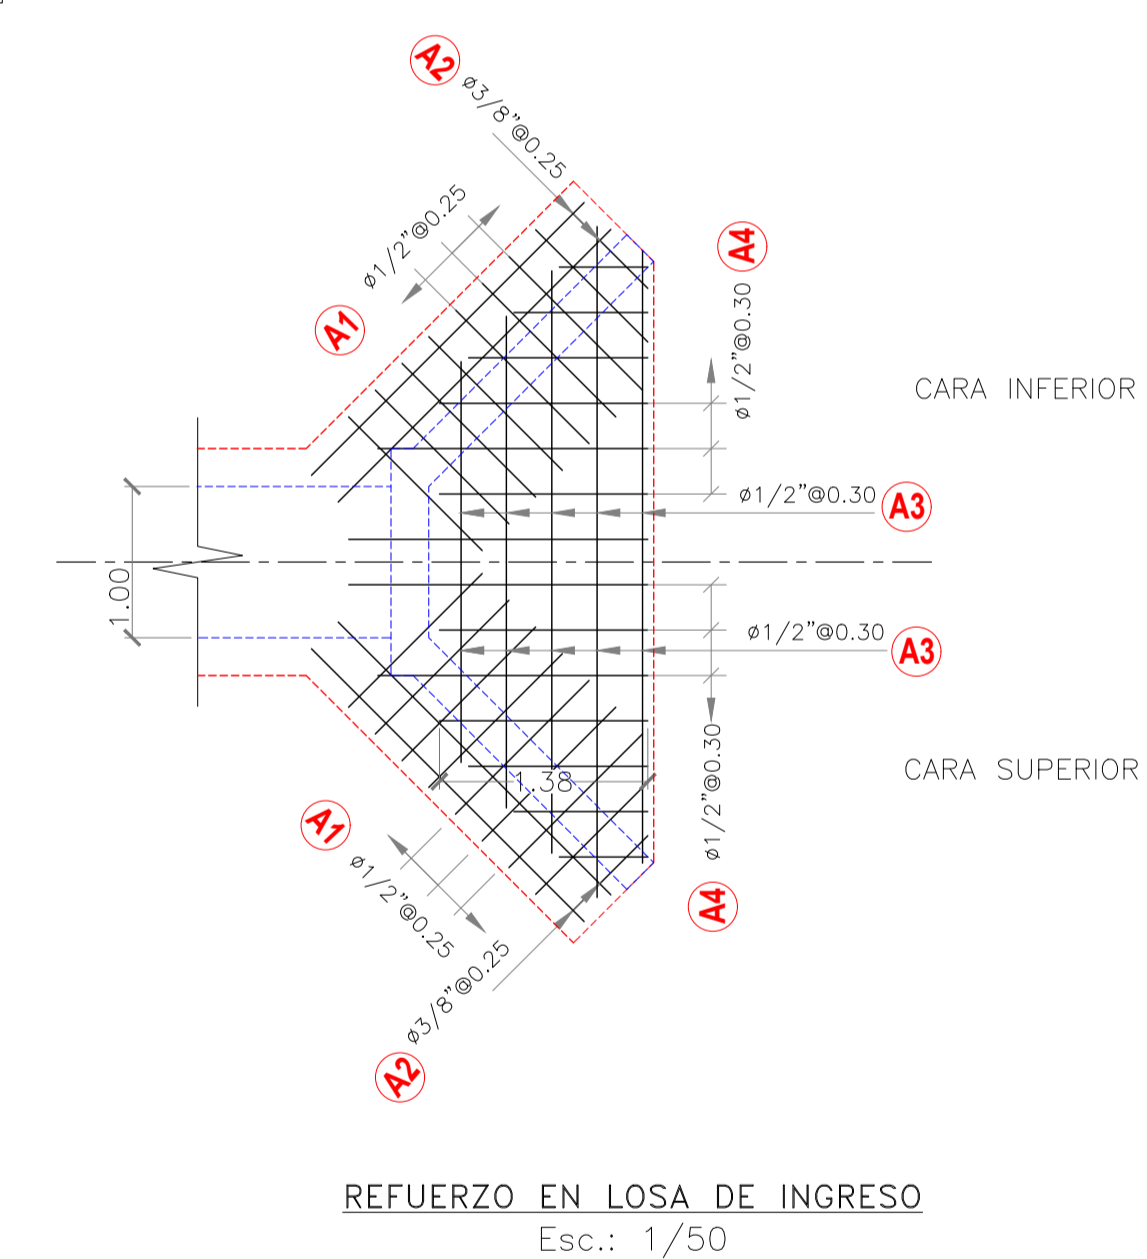 A2
ø3/8"@0.25
ø1/2"@0.25
A1
A4
ø1/2"@0.30
CARA INFERIOR
ø1/2"@0.30
A3
1.00
ø1/2"@0.30
A3
1.38
CARA SUPERIOR
ø1/2"@0.30
A4
A1
ø1/2"@0.25
ø3/8"@0.25
A2
REFUERZO EN LOSA DE INGRESO
Esc.: 1/50